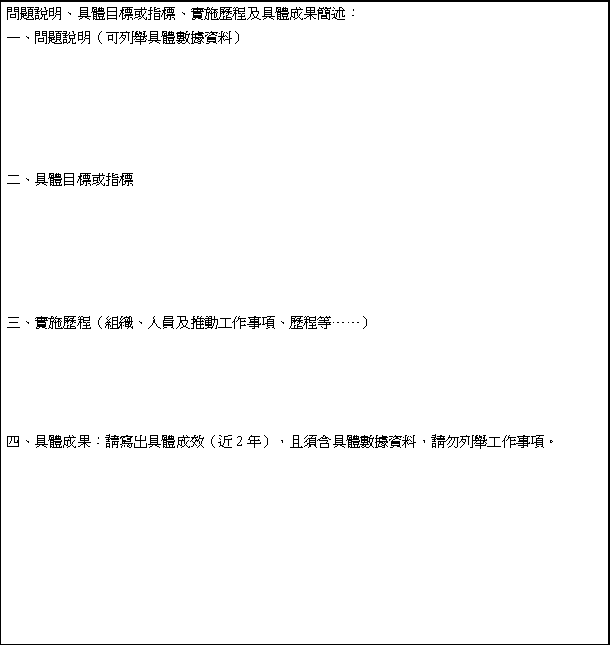 問題說明、具體目標或指標、實施歷程及具體成果簡述：
一、問題說明（可列舉具體數據資料）
二、具體目標或指標
三、實施歷程（組織、人員及推動工作事項、歷程等……）
四、具體成果：請寫出具體成效（近2年），且須含具體數據資料，請勿列舉工作事項。